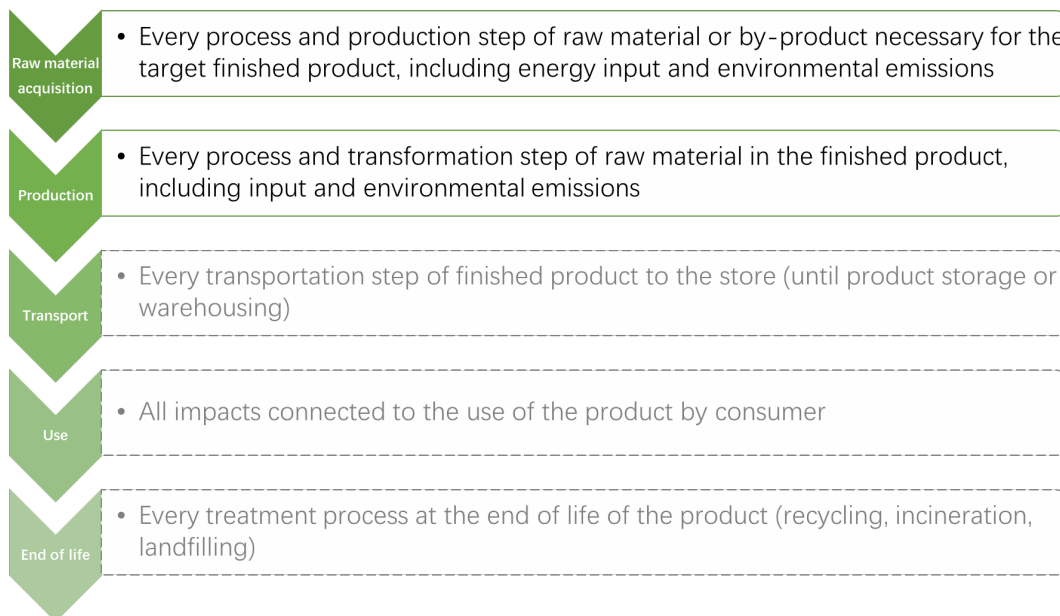 Raw material
acquisition
• Every process and production step of raw material or by-product necessary for the
target finished product, including energy input and environmental emissions
Production
• Every process and transformation step of raw material in the finished product,
including input and environmental emissions
Transport
• Every transportation step of finished product to the store (until product storage or
warehousing)
Use
• All impacts connected to the use of the product by consumer
End of life
• Every treatment process at the end of life of the product (recycling, incineration,
landfilling)